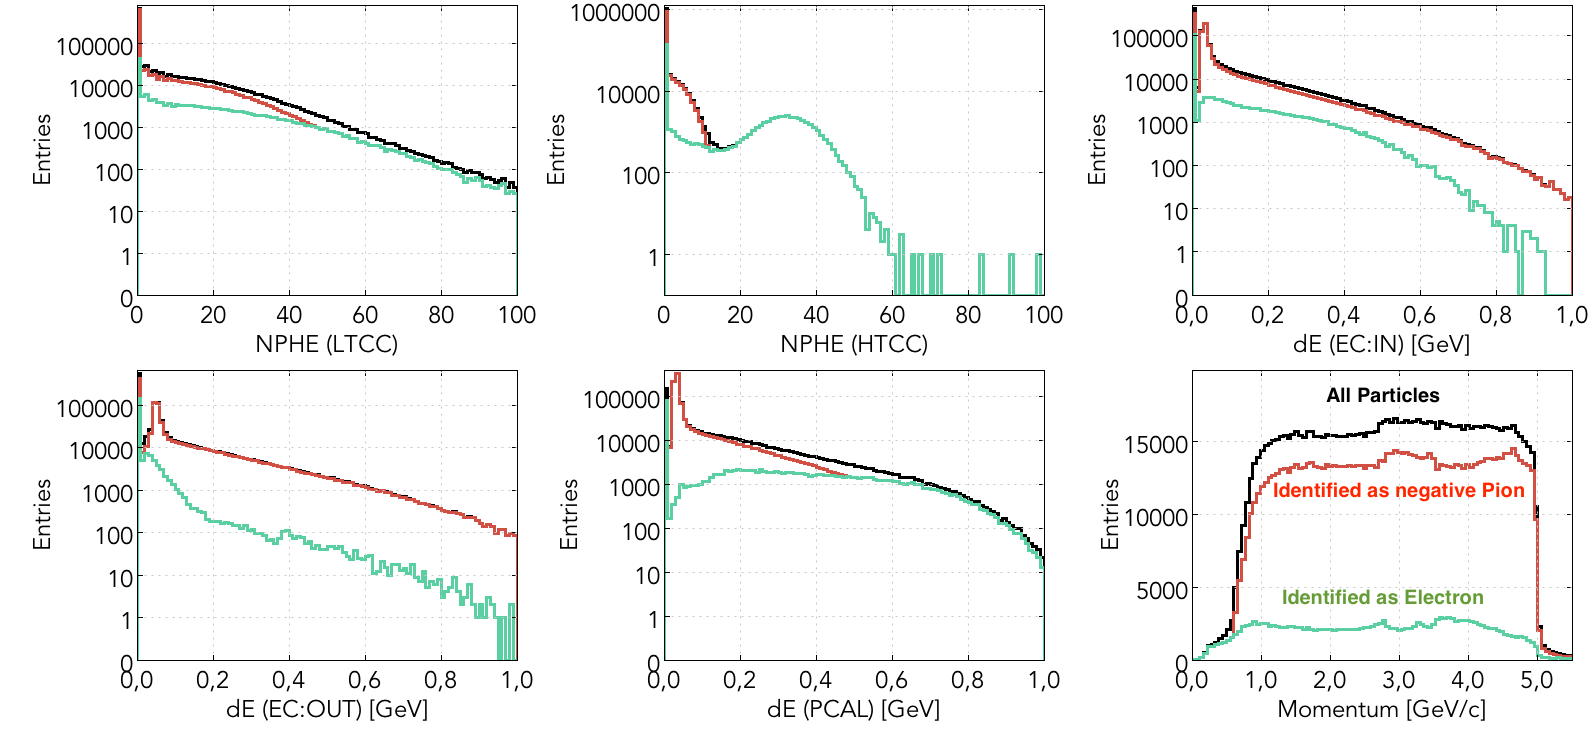 Entries
100000
10000
1000
100
10
1
0
0 20 40 60 80 100
NPHE (LTCC)
Entries
1000000
10000
100
1
0 20 40 60 80 100
NPHE (HTCC)
Entries
100000
10000
1000
100
10
1
0
0,0 0,2 0,4 0,6 0,8 1,0
dE (EC:IN) [GeV]
Entries
100000
10000
1000
100
10
1
0
0,0 0,2 0,4 0,6 0,8 1,0
dE (EC:OUT) [GeV]
Entries
100000
10000
1000
100
10
1
0
0,0 0,2 0,4 0,6 0,8 1,0
dE (PCAL) [GeV]
Entries
15000
10000
5000
0
All Particles
Identified as negative Pion
Identified as Electron
0,0 1,0 2,0 3,0 4,0 5,0
Momentum [GeV/c]